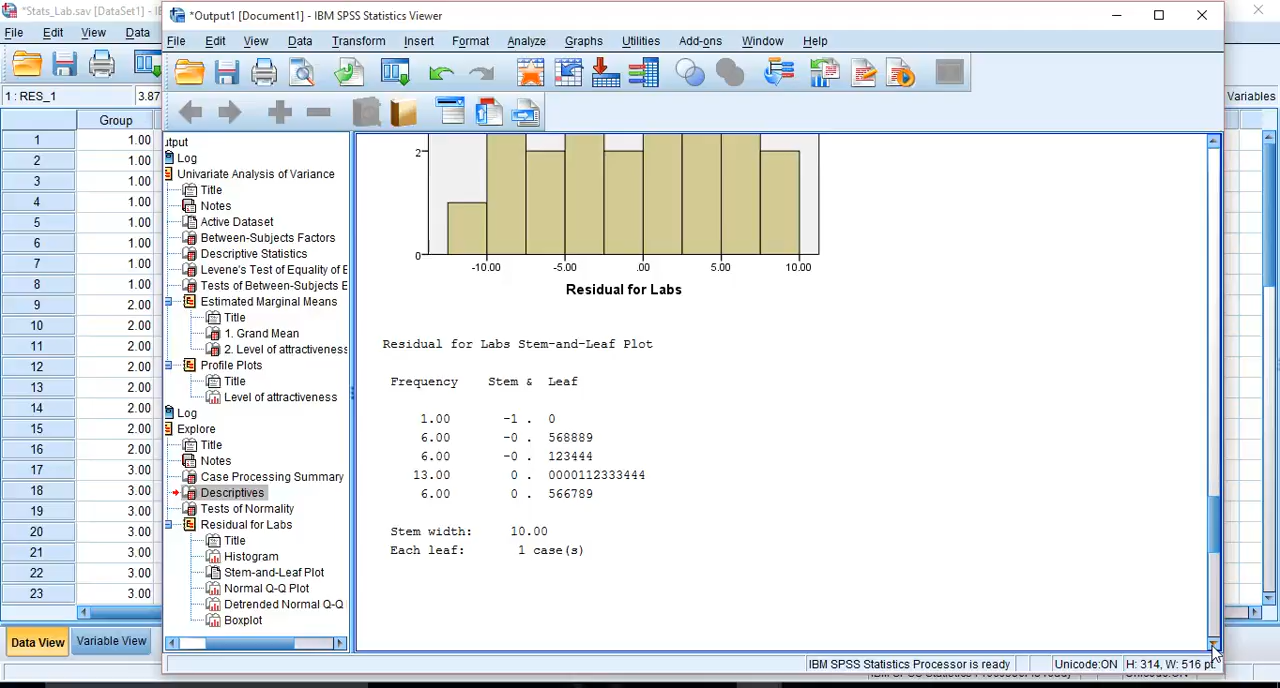 *Stats_Lab.sav [DataSet1] - I
*Output1 [Document1] - IBM SPSS Statistics Viewer
File Edit View Data
File Edit View Data Transform Insert Format Analyze Graphs Utilities Add-ons Window Help
1 : RES_1 3.87
Variables
Group
1 1.00
2 1.00
3 1.00
4 1.00
5 1.00
6 1.00
7 1.00
8 1.00
9 2.00
10 2.00
11 2.00
12 2.00
13 2.00
14 2.00
15 2.00
16 2.00
17 3.00
18 3.00
19 3.00
20 3.00
21 3.00
22 3.00
23 3.00
Data View Variable View
utput
Log
Univariate Analysis of Variance
Title
Notes
Active Dataset
Between-Subjects Factors
Descriptive Statistics
Levene's Test of Equality of E
Tests of Between-Subjects E
Estimated Marginal Means
Title
1. Grand Mean
2. Level of attractiveness
Profile Plots
Title
Level of attractiveness
Log
Explore
Title
Notes
Case Processing Summary
Descriptives
Tests of Normality
Residual for Labs
Title
Histogram
Stem-and-Leaf Plot
Normal Q-Q Plot
Detrended Normal Q-Q
Boxplot
2
0
-10.00 -5.00 .00 5.00 10.00
Residual for Labs
Residual for Labs Stem-and-Leaf Plot
Frequency Stem & Leaf
1.00 -1 . 0
6.00 -0 . 568889
6.00 -0 . 123444
13.00 0 . 0000112333444
6.00 0 . 566789
Stem width: 10.00
Each leaf: 1 case(s)
IBM SPSS Statistics Processor is ready Unicode:ON H: 314, W: 516 pt